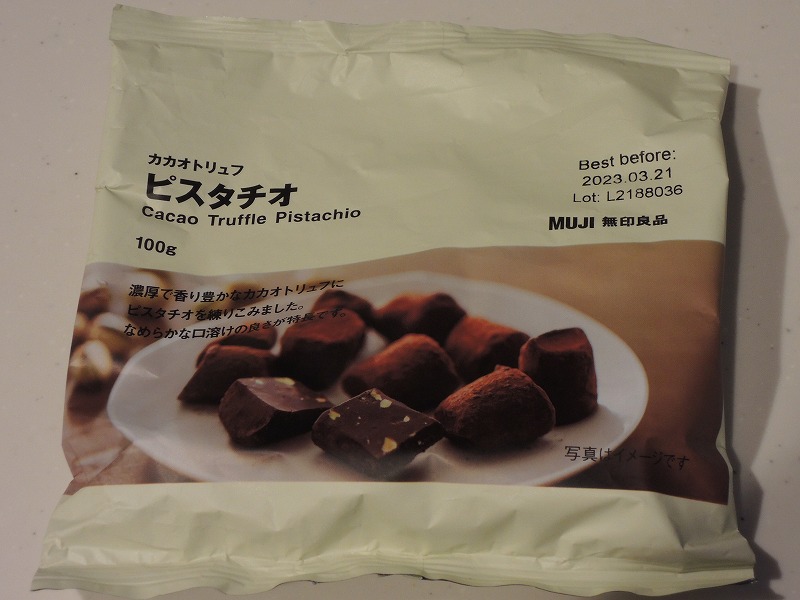 カカオトリュフ
ピスタチオ
Cacao Truffle Pistachio
100g
Best before:
2023.03.21
Lot: L2188036
MUJI 無印良品
濃厚で香り豊かなカカオトリュフに
ピスタチオを練りこみました。
なめらかな口溶けの良さが特長です。
写真はイメージです